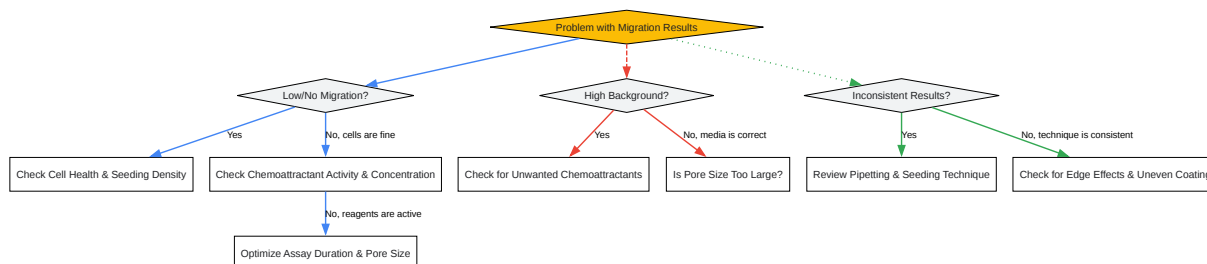 Problem with Migration Results
Low/No Migration?
High Background?
Inconsistent Results?
Yes
No, cells are fine
Yes
No, media is correct
Yes
No, technique is consistent
Check Cell Health & Seeding Density
Check Chemoattractant Activity & Concentration
Check for Unwanted Chemoattractants
Is Pore Size Too Large?
Review Pipetting & Seeding Technique
Check for Edge Effects & Uneven Coating
No, reagents are active
Optimize Assay Duration & Pore Size